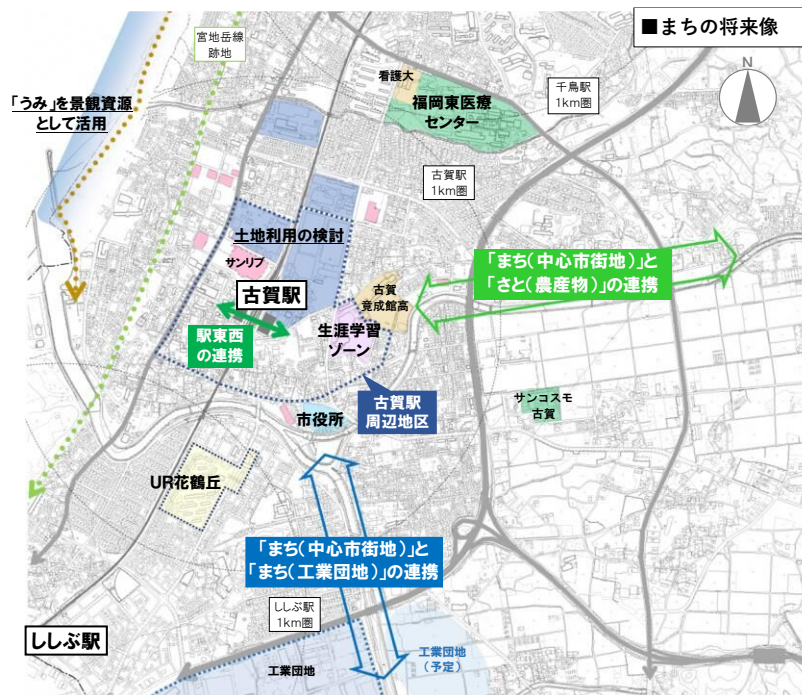 ■まちの将来像
N
宮地岳線
跡地
「うみ」を景観資源
として活用
看護大
福岡東医療
センター
千鳥駅
1km圏
古賀駅
1km圏
土地利用の検討
サンリブ
古賀駅
駅東西
の連携
古賀
竟成館高
生涯学習
ゾーン
「まち(中心市街地)」と
「さと(農産物)」の連携
古賀駅
周辺地区
市役所
サンコスモ
古賀
UR花鶴丘
「まち(中心市街地)」と
「まち(工業団地)」の連携
ししぶ駅
1km圏
ししぶ駅
工業団地
工業団地
(予定)